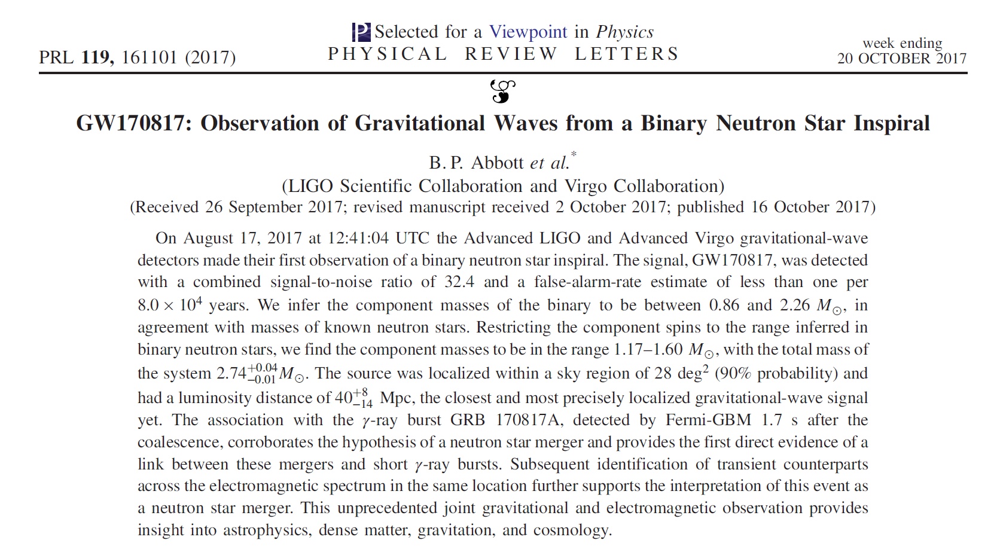 Selected for a Viewpoint in Physics
PRL 119, 161101 (2017)
PHYSICAL REVIEW LETTERS
week ending
20 OCTOBER 2017
GW170817: Observation of Gravitational Waves from a Binary Neutron Star Inspiral
B. P. Abbott et al.*
(LIGO Scientific Collaboration and Virgo Collaboration)
(Received 26 September 2017; revised manuscript received 2 October 2017; published 16 October 2017)
On August 17, 2017 at 12:41:04 UTC the Advanced LIGO and Advanced Virgo gravitational-wave
detectors made their first observation of a binary neutron star inspiral. The signal, GW170817, was detected
with a combined signal-to-noise ratio of 32.4 and a false-alarm-rate estimate of less than one per
8.0 × 10⁴ years. We infer the component masses of the binary to be between 0.86 and 2.26 M⊙, in
agreement with masses of known neutron stars. Restricting the component spins to the range inferred in
binary neutron stars, we find the component masses to be in the range 1.17–1.60 M⊙, with the total mass of
the system 2.74+0.04−0.01 M⊙. The source was localized within a sky region of 28 deg² (90% probability) and
had a luminosity distance of 40+8−14 Mpc, the closest and most precisely localized gravitational-wave signal
yet. The association with the γ-ray burst GRB 170817A, detected by Fermi-GBM 1.7 s after the
coalescence, corroborates the hypothesis of a neutron star merger and provides the first direct evidence of a
link between these mergers and short γ-ray bursts. Subsequent identification of transient counterparts
across the electromagnetic spectrum in the same location further supports the interpretation of this event as
a neutron star merger. This unprecedented joint gravitational and electromagnetic observation provides
insight into astrophysics, dense matter, gravitation, and cosmology.